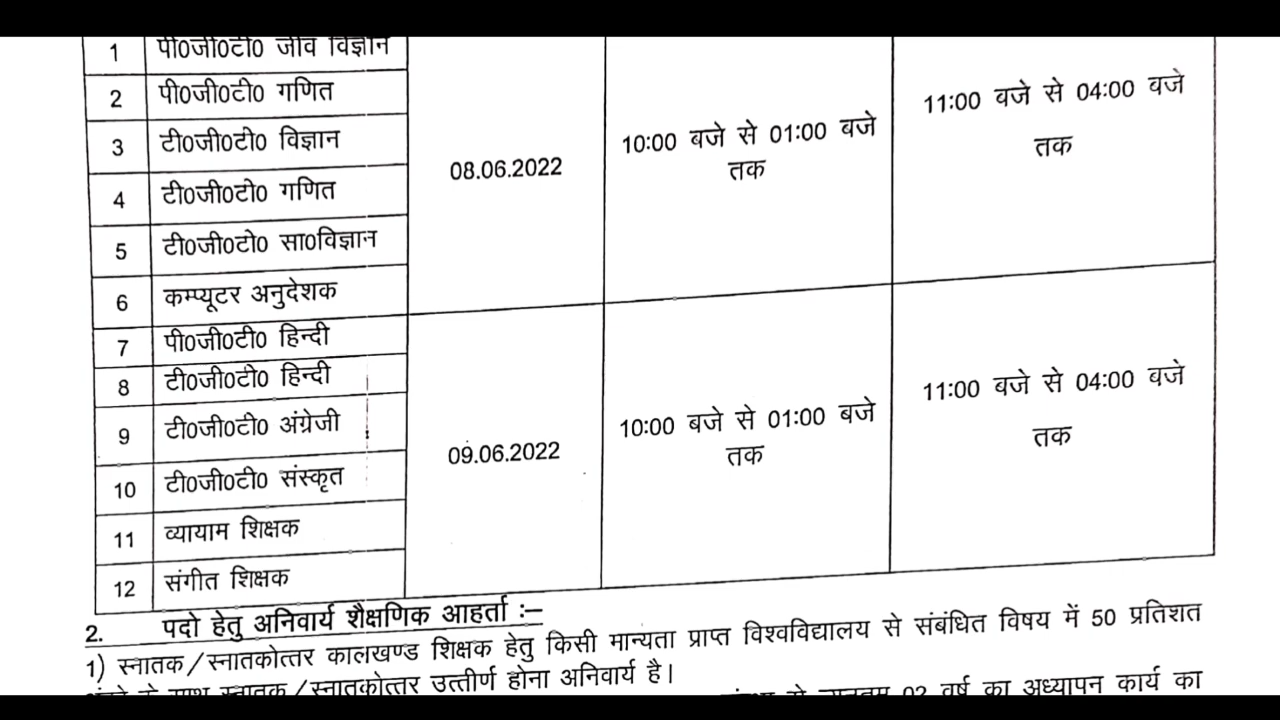 1 पी0जी0टी0 जीव विज्ञान
2 पी0जी0टी0 गणित
3 टी0जी0टी0 विज्ञान
4 टी0जी0टी0 गणित
5 टी0जी0टी0 सा0विज्ञान
6 कम्प्यूटर अनुदेशक
08.06.2022
10:00 बजे से 01:00 बजे
तक
11:00 बजे से 04:00 बजे
तक
7 पी0जी0टी0 हिन्दी
8 टी0जी0टी0 हिन्दी
9 टी0जी0टी0 अंग्रेजी
10 टी0जी0टी0 संस्कृत
11 व्यायाम शिक्षक
12 संगीत शिक्षक
09.06.2022
10:00 बजे से 01:00 बजे
तक
11:00 बजे से 04:00 बजे
तक
2. पदो हेतु अनिवार्य शैक्षणिक आहर्ता :–
1) स्नातक/स्नातकोत्तर कालखण्ड शिक्षक हेतु किसी मान्यता प्राप्त विश्वविद्यालय से संबंधित विषय में 50 प्रतिशत
के साथ स्नातक/स्नातकोत्तर उत्तीर्ण होना अनिवार्य है।
से न्यूनतम 02 वर्ष का अध्यापन कार्य का